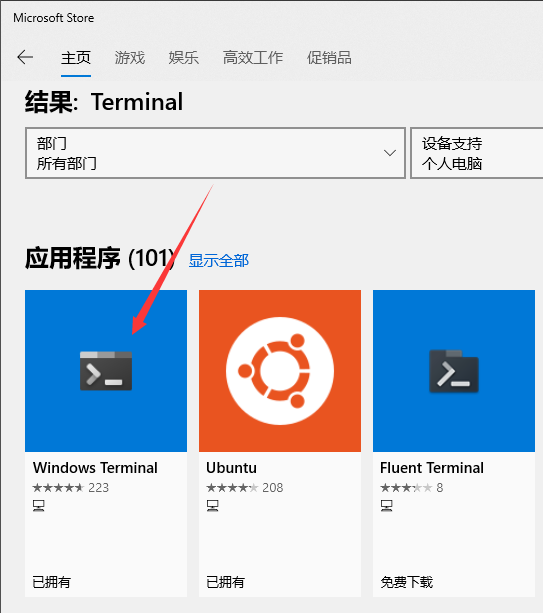 Microsoft Store
主页 游戏 娱乐 高效工作 促销品
结果: Terminal
部门
所有部门
设备支持
个人电脑
应用程序 (101) 显示全部
Windows Terminal
223
已拥有
Ubuntu
208
已拥有
Fluent Terminal
8
免费下载